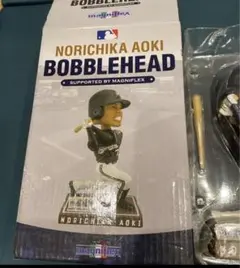 BOBBLEHEAD
NORICHIKA AOKI
BOBBLEHEAD
SUPPORTED BY MAGNIFLEX
NORICHIKA AOKI